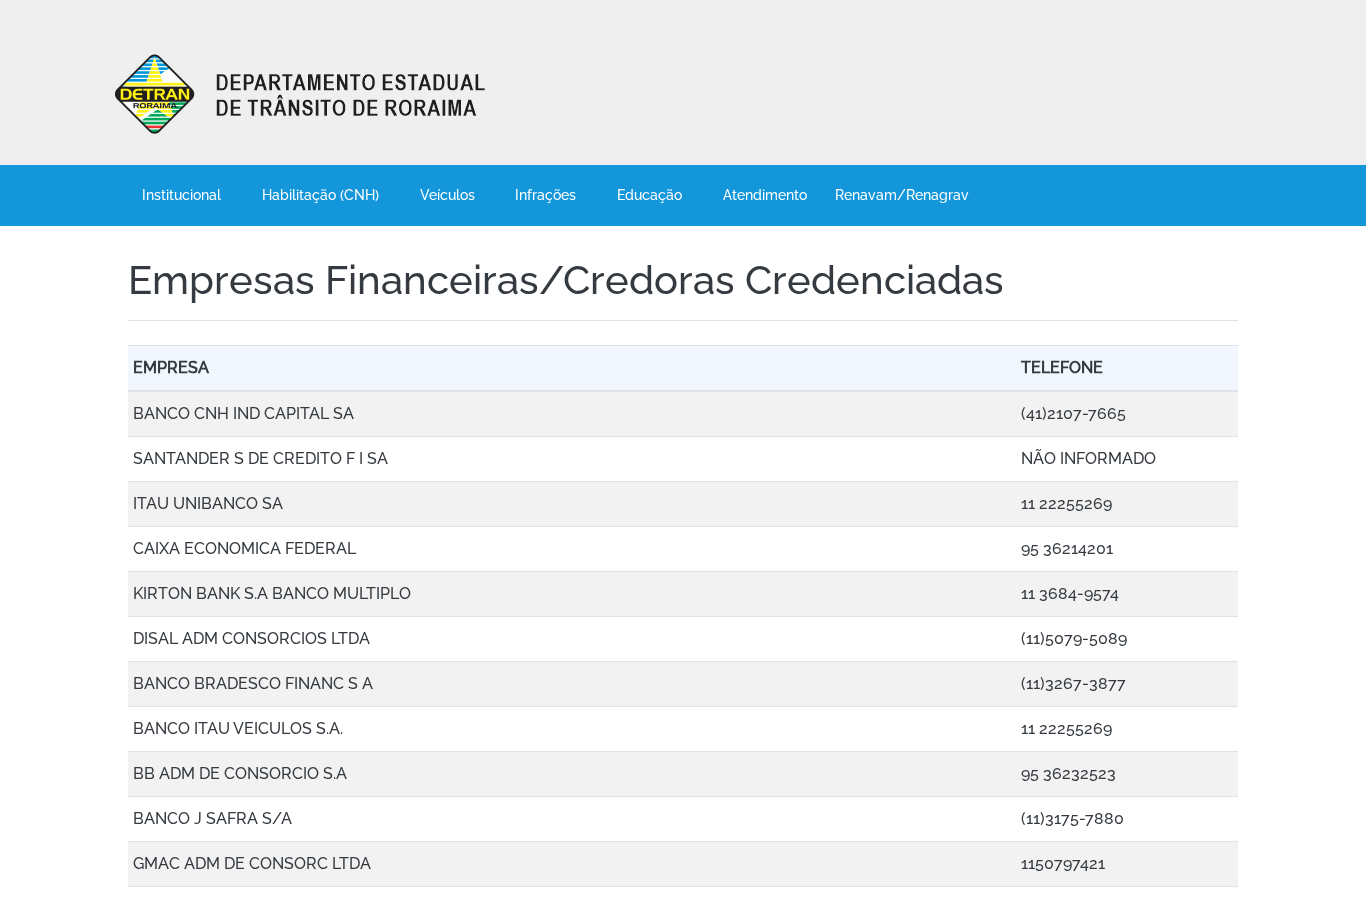 DETRAN
RORAIMA
DEPARTAMENTO ESTADUAL
DE TRÂNSITO DE RORAIMA
Institucional Habilitação (CNH) Veículos Infrações Educação Atendimento Renavam/Renagrav
Empresas Financeiras/Credoras Credenciadas
EMPRESA TELEFONE
BANCO CNH IND CAPITAL SA (41)2107-7665
SANTANDER S DE CREDITO F I SA NÃO INFORMADO
ITAU UNIBANCO SA 11 22255269
CAIXA ECONOMICA FEDERAL 95 36214201
KIRTON BANK S.A BANCO MULTIPLO 11 3684-9574
DISAL ADM CONSORCIOS LTDA (11)5079-5089
BANCO BRADESCO FINANC S A (11)3267-3877
BANCO ITAU VEICULOS S.A. 11 22255269
BB ADM DE CONSORCIO S.A 95 36232523
BANCO J SAFRA S/A (11)3175-7880
GMAC ADM DE CONSORC LTDA 1150797421